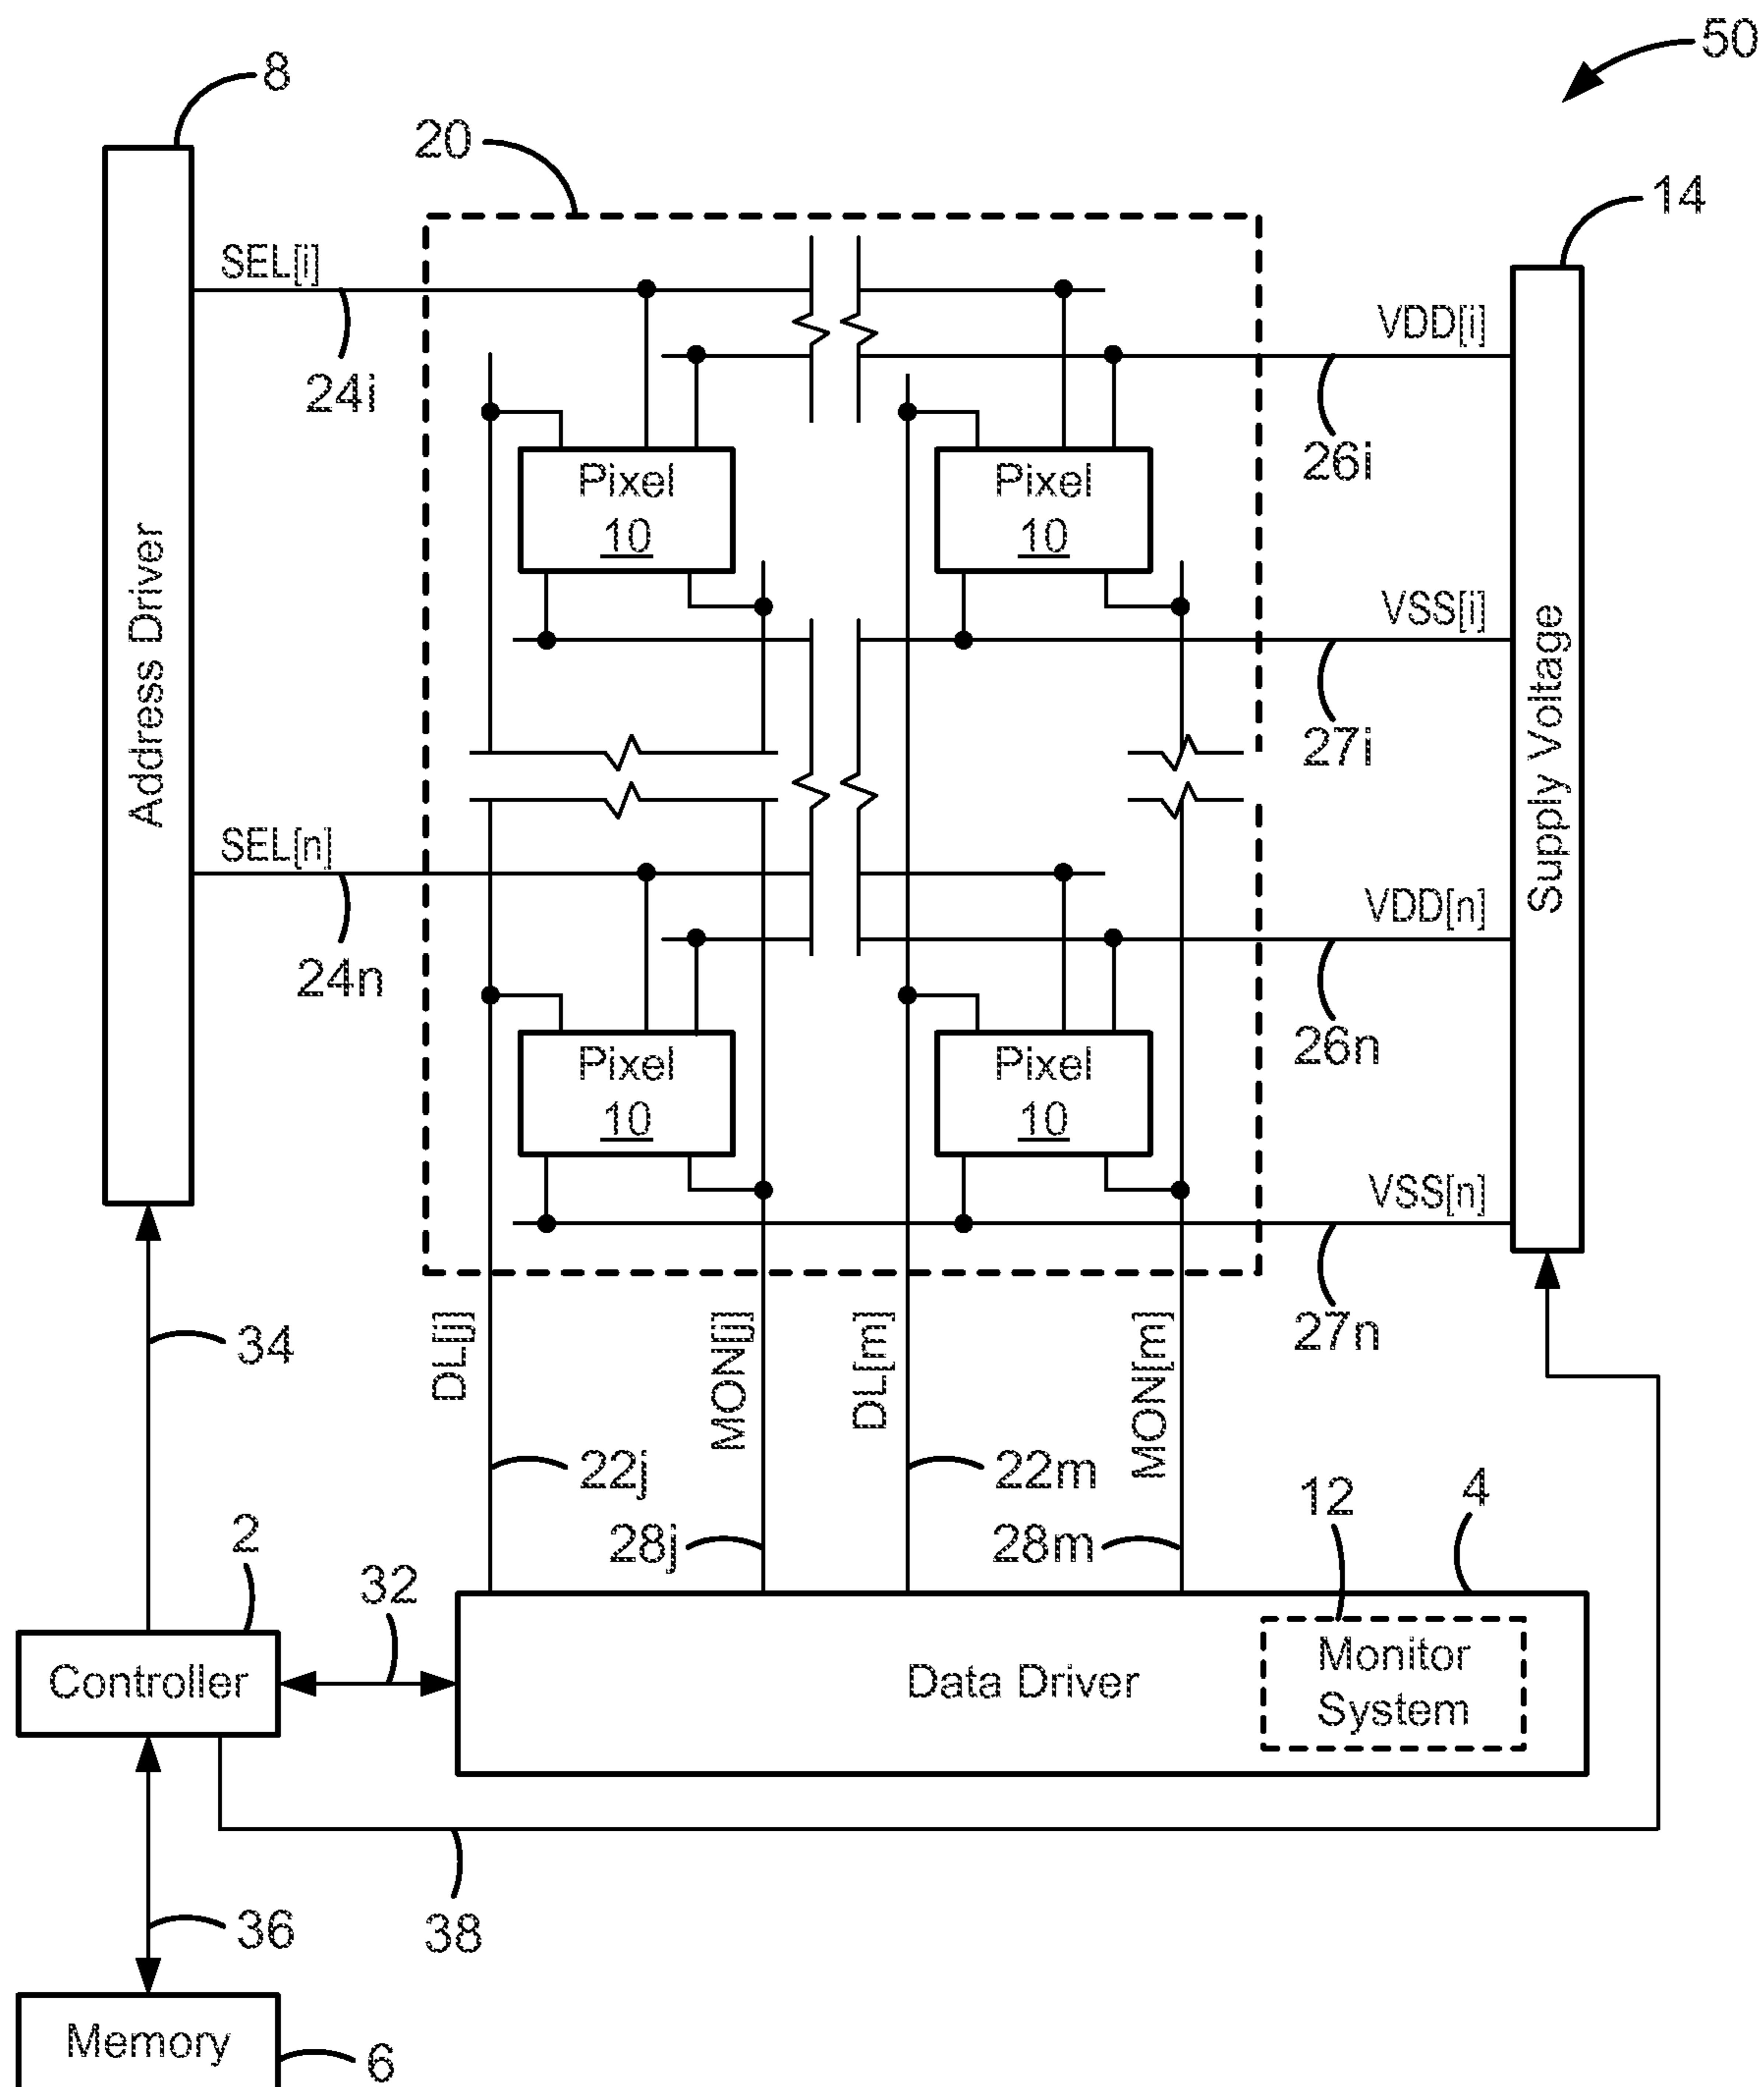 50
8
20
14
SEL[i]
VDD[i]
24i
26i
Pixel
10
Pixel
10
Address Driver
VSS[i]
Supply Voltage
27i
SEL[n]
VDD[n]
24n
26n
Pixel
10
Pixel
10
VSS[n]
27n
34
DL[j]
MON[j]
DL[m]
MON[m]
22j
22m
12
4
2
28j
28m
32
Controller
Data Driver
Monitor
System
36
38
Memory
6